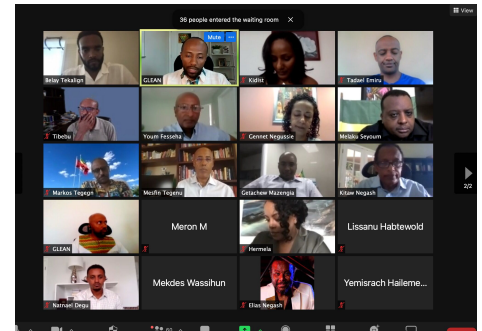 View
36 people entered the waiting room
Mute
Belay Tekalign
GLEAN
Kidist
Tadael Emiru
Tibebu
Youm Fesseha
Gennet Negussie
Melaku Seyoum
Markos Tegegn
Mesfin Tegenu
Getachew Mazengia
Kitaw Negash
2/2
GLEAN
Meron M
Hermela
Lissanu Habtewold
Natnael Degu
Mekdes Wassihun
Elias Negash
Yemisrach Haileme...